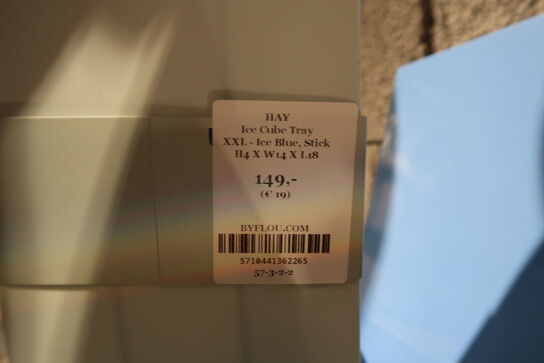 HAY
Ice Cube Tray
XXL - Ice Blue, Stick
H4 X W14 X L18
149,-
(€ 19)
BYFLOU.COM
5710441362265
57-3-2-2